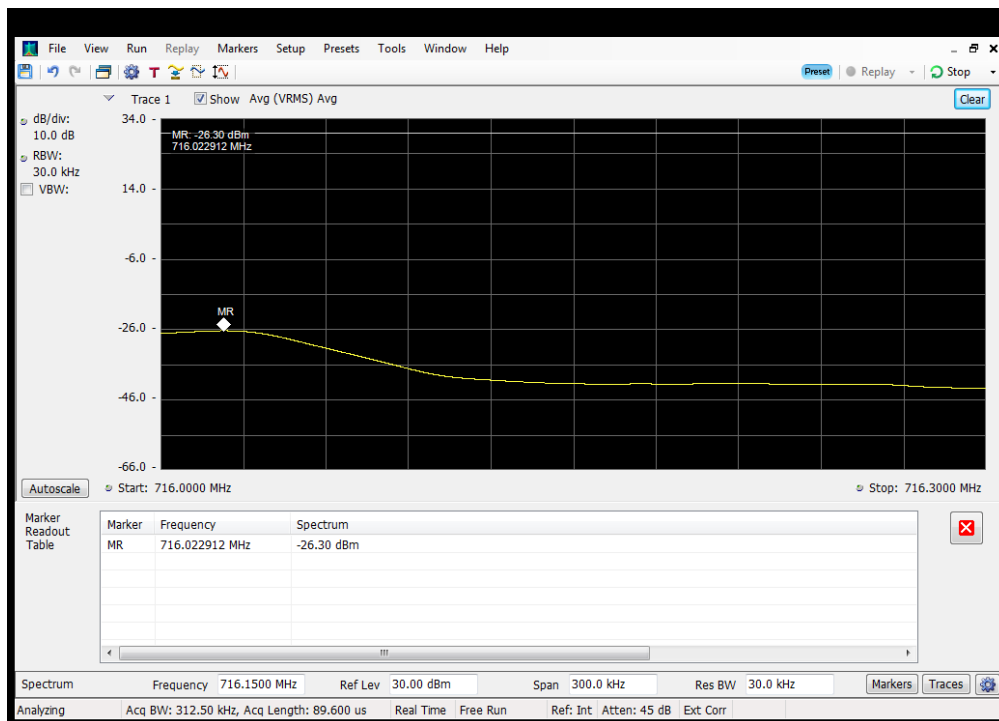 File View Run Replay Markers Setup Presets Tools Window Help
T Preset Replay Stop
Trace 1 Show Avg (VRMS) Avg Clear
dB/div:
10.0 dB
RBW:
30.0 kHz
VBW:
34.0
14.0
-6.0
-26.0
-46.0
-66.0
MR: -26.30 dBm
716.022912 MHz
MR
Autoscale Start: 716.0000 MHz Stop: 716.3000 MHz
Marker
Readout
Table
Marker Frequency Spectrum
MR 716.022912 MHz -26.30 dBm
Spectrum Frequency 716.1500 MHz Ref Lev 30.00 dBm Span 300.0 kHz Res BW 30.0 kHz Markers Traces
Analyzing Acq BW: 312.50 kHz, Acq Length: 89.600 us Real Time Free Run Ref: Int Atten: 45 dB Ext Corr